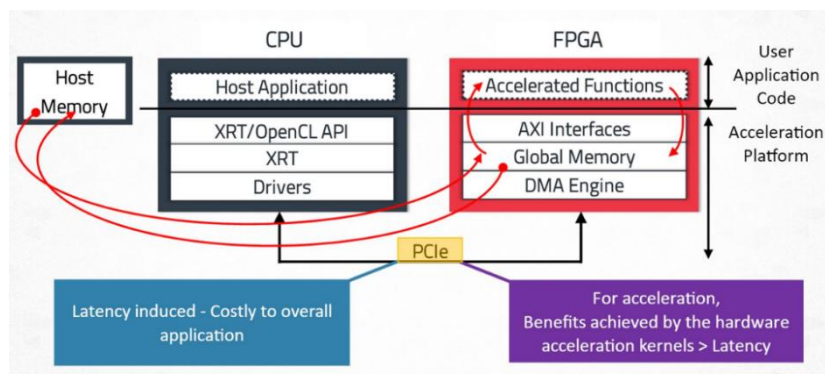 CPU
FPGA
Host
Memory
Host Application
XRT/OpenCL API
XRT
Drivers
Accelerated Functions
AXI Interfaces
Global Memory
DMA Engine
User
Application
Code
Acceleration
Platform
PCIe
Latency induced - Costly to overall
application
For acceleration,
Benefits achieved by the hardware
acceleration kernels > Latency